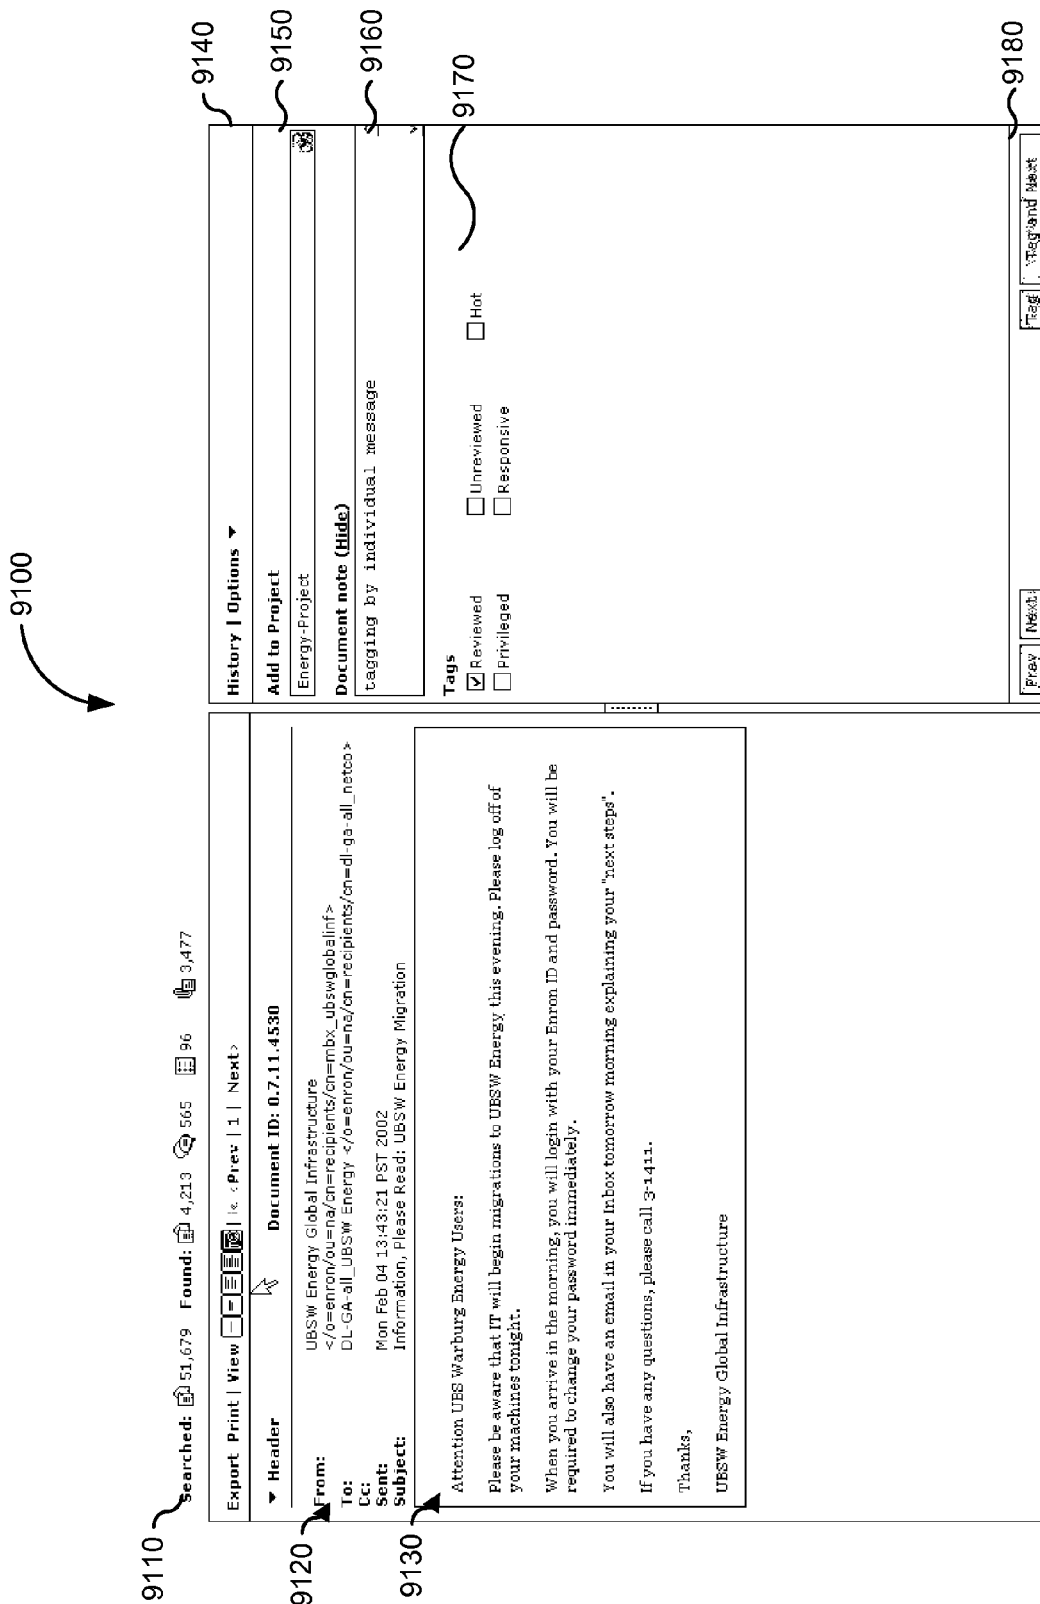 9100
9110
Searched: 51,679 Found: 4,213 565 96 3,477
Export Print | View | |< <Prev | 1 | Next>
▼ Header Document ID: 0.7.11.4530
9120
From: UBSW Energy Global Infrastructure
</o=enron/ou=na/cn=recipients/cn=mbx_ubswglobalinf>
To: DL-GA-all_UBSW Energy </o=enron/ou=na/cn=recipients/cn=dl-ga-all_netco>
Cc:
Sent: Mon Feb 04 13:43:21 PST 2002
Subject: Information, Please Read: UBSW Energy Migration
9130
Attention UBS Warburg Energy Users:
Please be aware that IT will begin migrations to UBSW Energy this evening. Please log off of
your machines tonight.
When you arrive in the morning, you will login with your Enron ID and password. You will be
required to change your password immediately.
You will also have an email in your Inbox tomorrow morning explaining your "next steps".
If you have any questions, please call 3-1411.
Thanks,
UBSW Energy Global Infrastructure
9140
History | Options ▼
9150
Add to Project
Energy-Project
9160
Document note (Hide)
tagging by individual message
9170
Tags
Reviewed Unreviewed Hot
Privileged Responsive
9180
Prev Next Tag Tag and Next